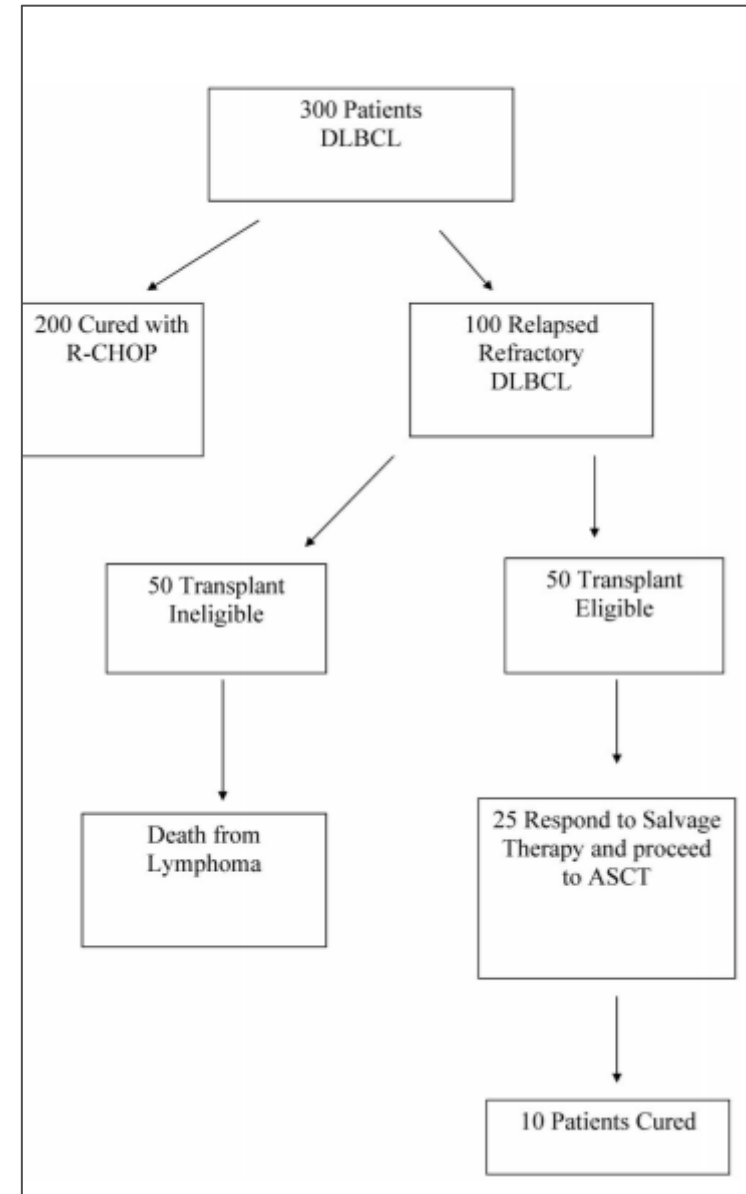 300 Patients
DLBCL
200 Cured with
R-CHOP
100 Relapsed
Refractory
DLBCL
50 Transplant
Ineligible
50 Transplant
Eligible
Death from
Lymphoma
25 Respond to Salvage
Therapy and proceed
to ASCT
10 Patients Cured